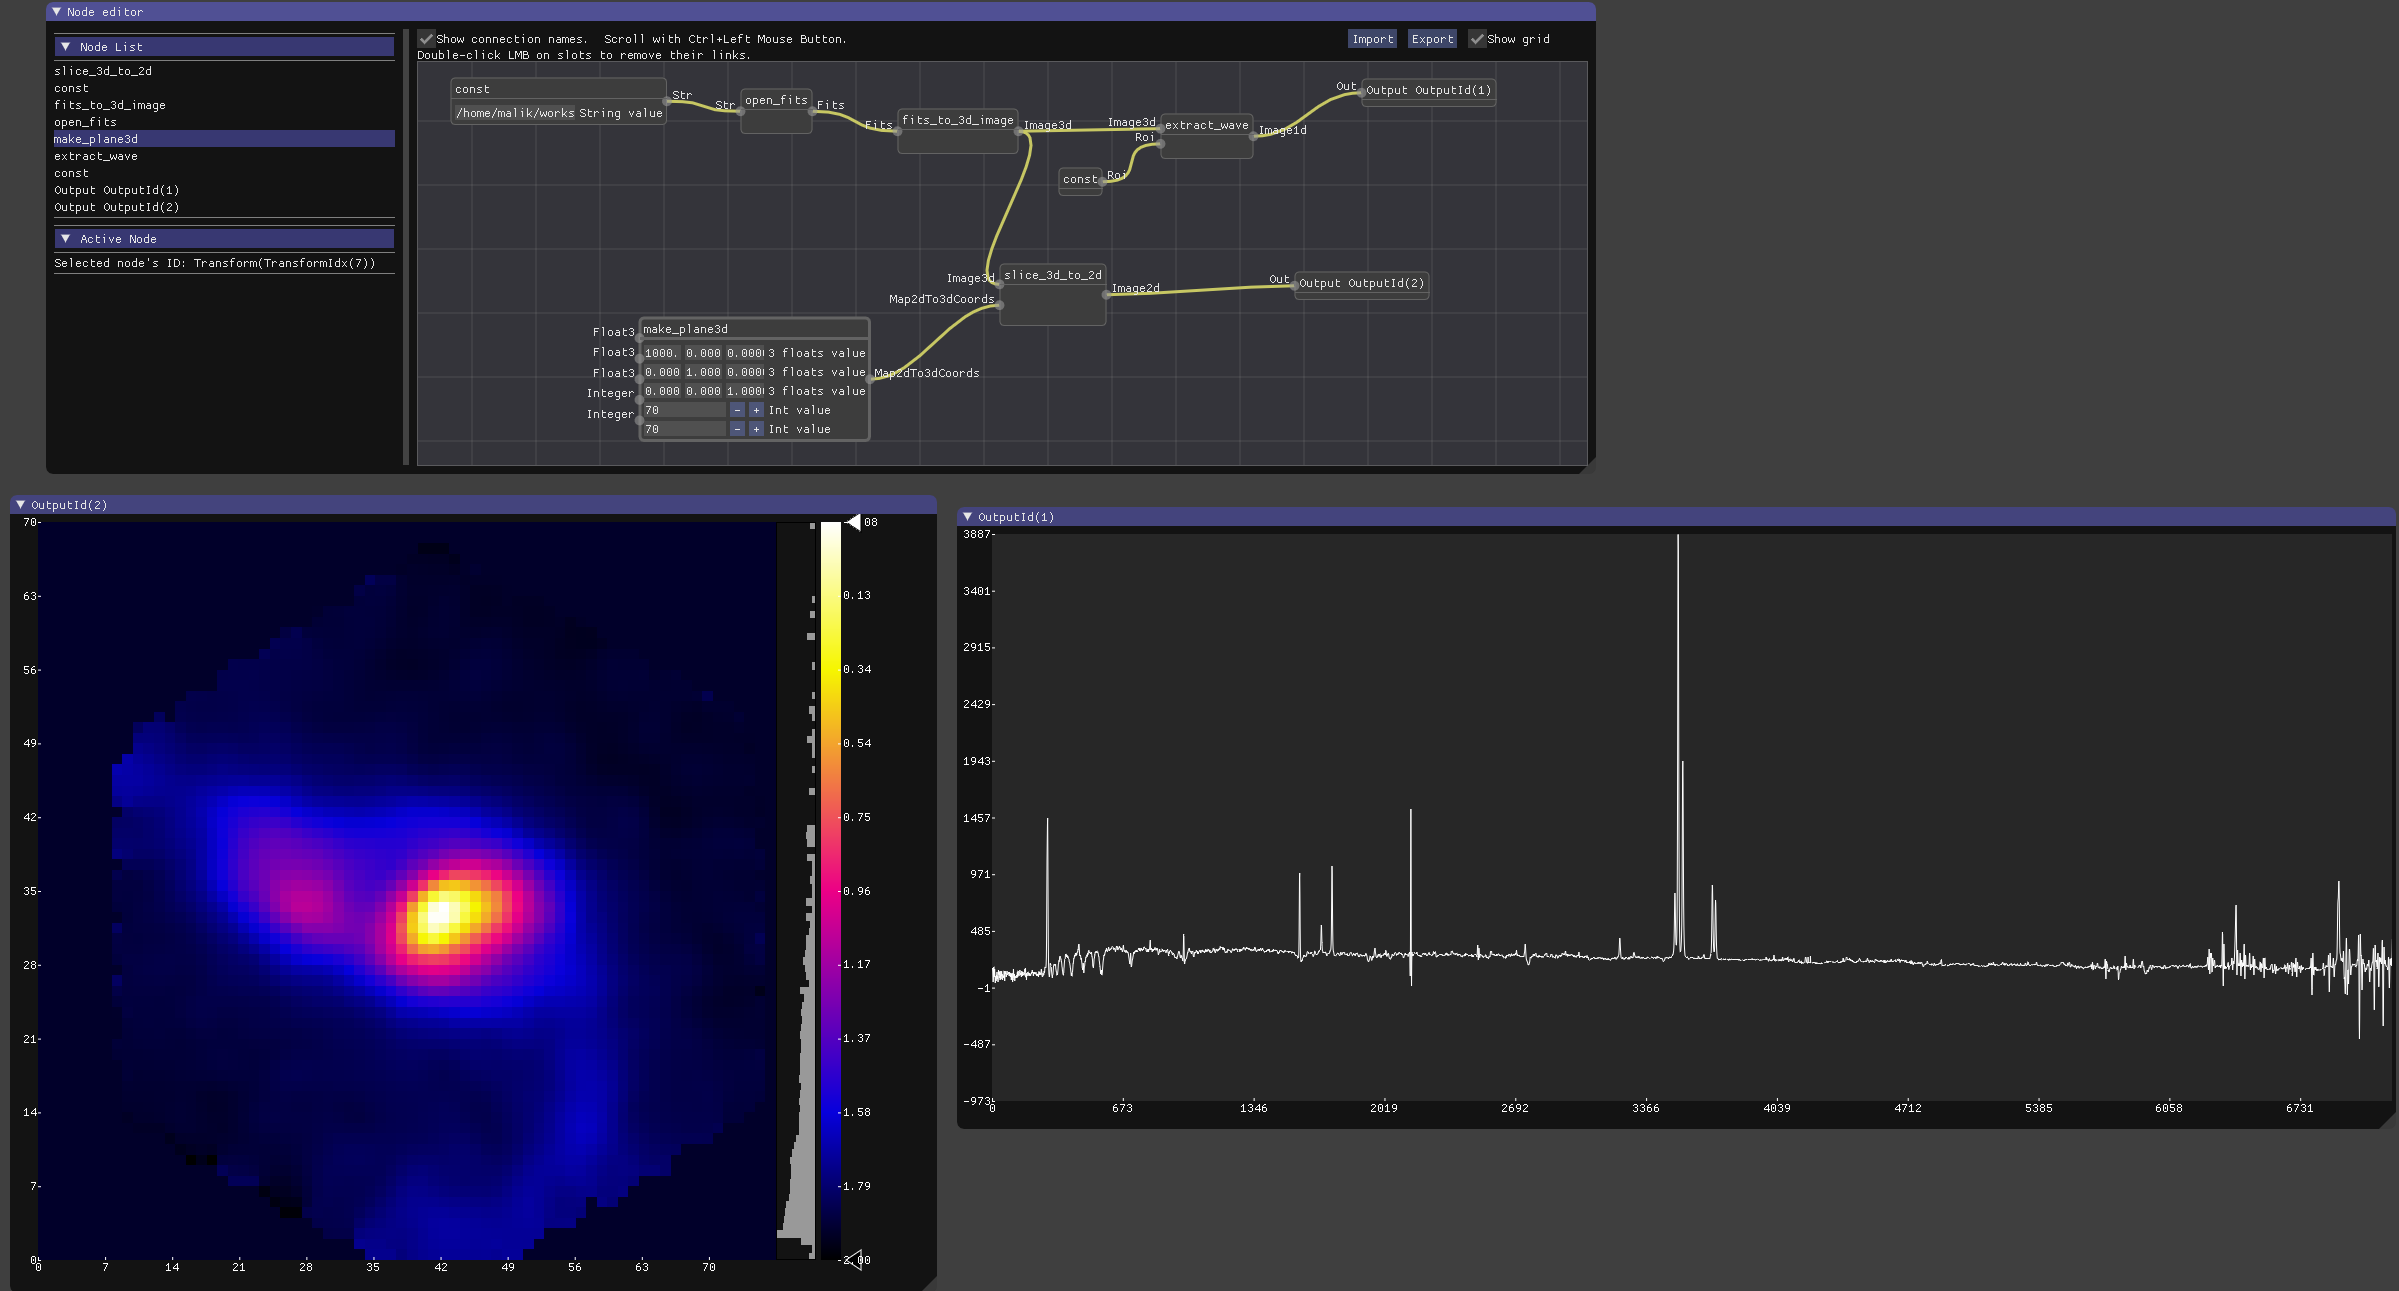 Node editor
Node List
slice_3d_to_2d
const
fits_to_3d_image
open_fits
make_plane3d
extract_wave
const
Output OutputId(1)
Output OutputId(2)
Active Node
Selected node's ID: Transform(TransformIdx(7))
Show connection names. Scroll with Ctrl+Left Mouse Button.
Import Export Show grid
Double-click LMB on slots to remove their links.
const
/home/malik/works String value
Str
Str
open_fits
Fits
Fits
fits_to_3d_image
Image3d
Image3d
Roi
extract_wave
Image1d
const
Roi
Out
Output OutputId(1)
Image3d
Map2dTo3dCoords
slice_3d_to_2d
Image2d
Out
Output OutputId(2)
Float3
Float3
Float3
Integer
Integer
make_plane3d
1000. 0.000 0.000 3 floats value
0.000 1.000 0.000 3 floats value
0.000 0.000 1.000 3 floats value
70 - + Int value
70 - + Int value
Map2dTo3dCoords
OutputId(2)
70
63
56
49
42
35
28
21
14
7
0
0 7 14 21 28 35 42 49 56 63 70
08
0.13
0.34
0.54
0.75
0.96
1.17
1.37
1.58
1.79
2.00
OutputId(1)
3887
3401
2915
2429
1943
1457
971
485
-1
-487
-973
0 673 1346 2019 2692 3366 4039 4712 5385 6058 6731